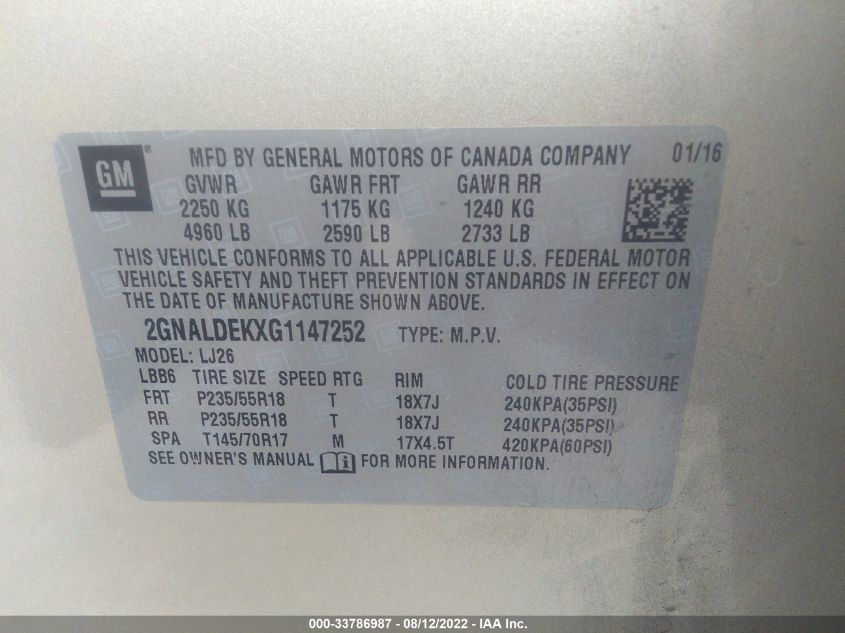 GM ® MFD BY GENERAL MOTORS OF CANADA COMPANY 01/16
GVWR GAWR FRT GAWR RR
2250 KG 1175 KG 1240 KG
4960 LB 2590 LB 2733 LB
THIS VEHICLE CONFORMS TO ALL APPLICABLE U.S. FEDERAL MOTOR
VEHICLE SAFETY AND THEFT PREVENTION STANDARDS IN EFFECT ON
THE DATE OF MANUFACTURE SHOWN ABOVE.
2GNALDEKXG1147252 TYPE: M.P.V.
MODEL: LJ26
LBB6 TIRE SIZE SPEED RTG RIM COLD TIRE PRESSURE
FRT P235/55R18 T 18X7J 240KPA(35PSI)
RR P235/55R18 T 18X7J 240KPA(35PSI)
SPA T145/70R17 M 17X4.5T 420KPA(60PSI)
SEE OWNER'S MANUAL i FOR MORE INFORMATION.
000-33786987 - 08/12/2022 - IAA Inc.